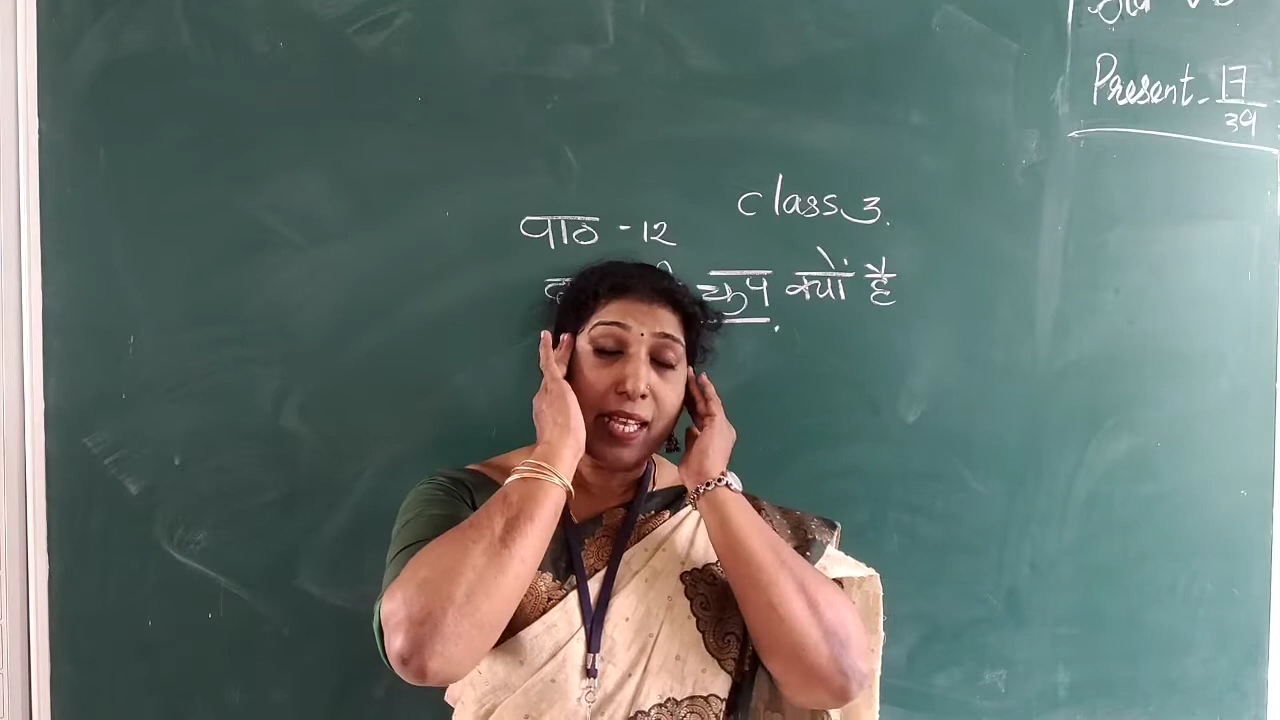 Present - 17/39
class 3.
पाठ - 12
चुप क्यों है